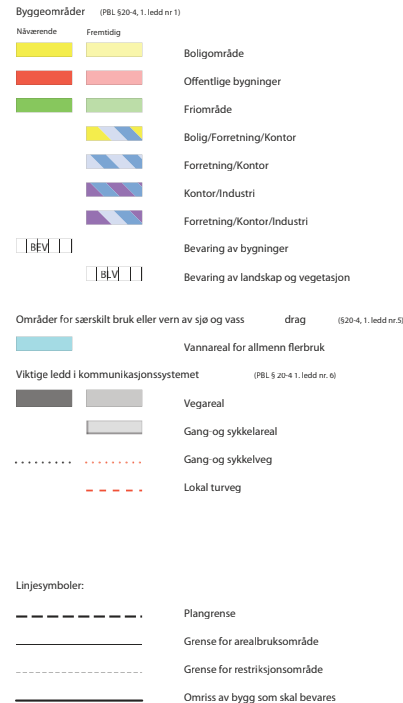 Byggeområder (PBL §20-4, 1. ledd nr 1)
Nåværende Fremtidig
Boligområde
Offentlige bygninger
Friområde
Bolig/Forretning/Kontor
Forretning/Kontor
Kontor/Industri
Forretning/Kontor/Industri
BEV Bevaring av bygninger
BLV Bevaring av landskap og vegetasjon
Områder for særskilt bruk eller vern av sjø og vass drag (§20-4, 1. ledd nr.5)
Vannareal for allmenn flerbruk
Viktige ledd i kommunikasjonssystemet (PBL § 20-4 1. ledd nr. 6)
Vegareal
Gang-og sykkelareal
Gang-og sykkelveg
Lokal turveg
Linjesymboler:
Plangrense
Grense for arealbruksområde
Grense for restriksjonsområde
Omriss av bygg som skal bevares